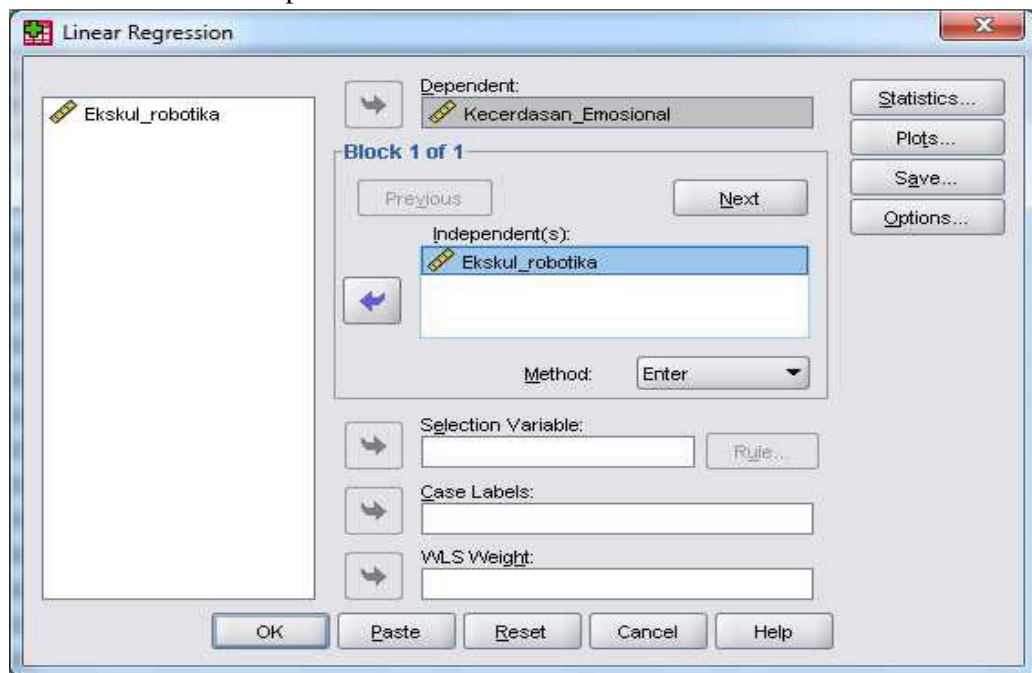 Linear Regression
Ekskul_robotika
Dependent:
Kecerdasan_Emosional
Block 1 of 1
Previous
Next
Independent(s):
Ekskul_robotika
Method:
Enter
Selection Variable:
Rule...
Case Labels:
WLS Weight:
Statistics...
Plots...
Save...
Options...
OK
Paste
Reset
Cancel
Help